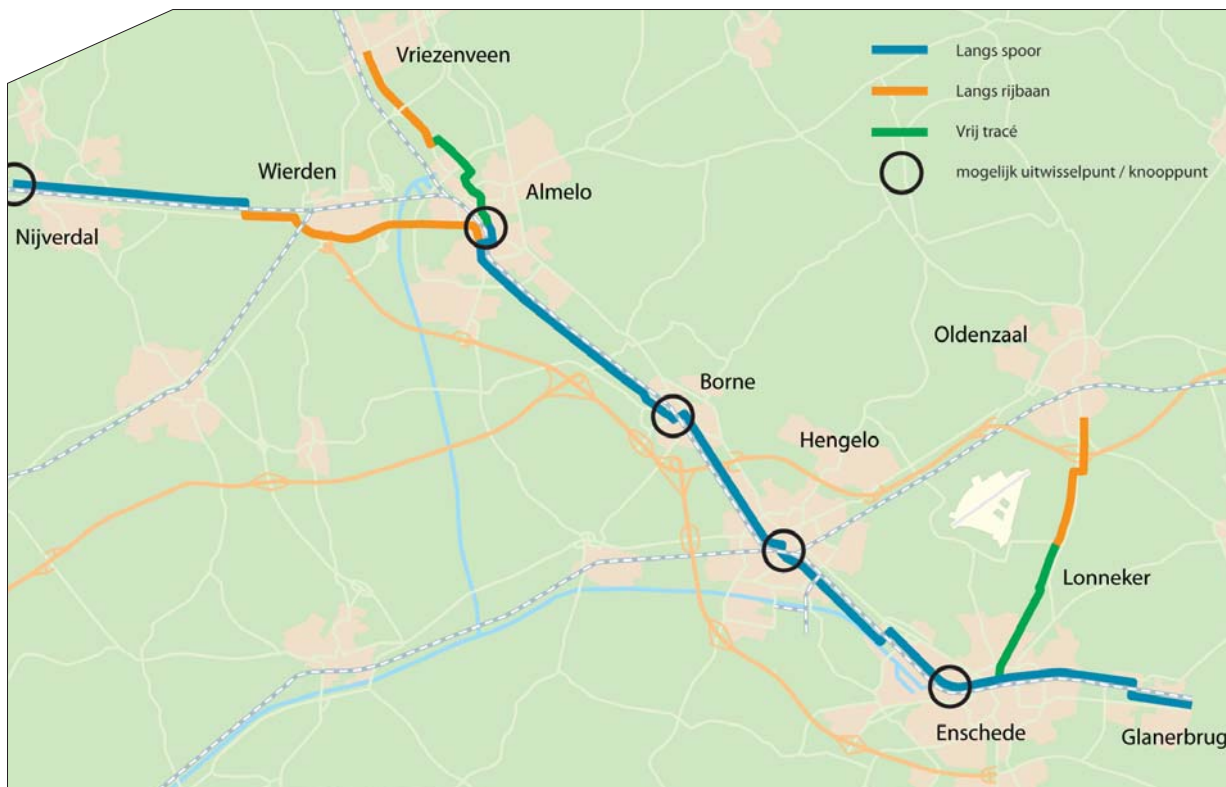 Vriezenveen
Langs spoor
Langs rijbaan
Vrij tracé
mogelijk uitwisselpunt / knooppunt
Wierden
Almelo
Nijverdal
Oldenzaal
Borne
Hengelo
Lonneker
Enschede
Glanerbrug